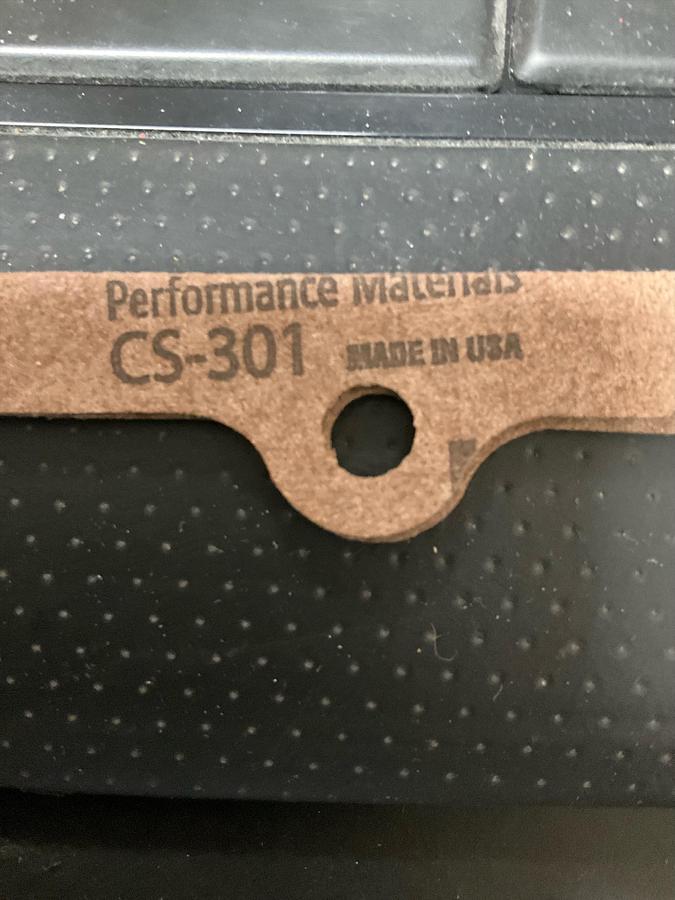 Performance Materials
CS-301 MADE IN USA